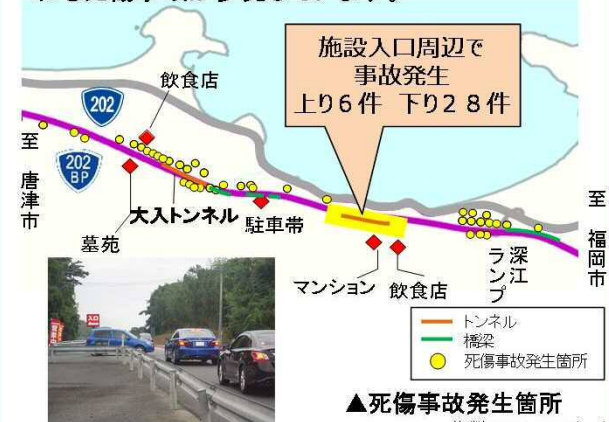 施設入口周辺で
事故発生
上り6件 下り28件
飲食店
202
至 唐津市
202
BP
大入トンネル
墓苑
駐車帯
マンション
飲食店
深江
ランプ
至 福岡市
入口
トンネル
橋梁
死傷事故発生箇所
▲死傷事故発生箇所